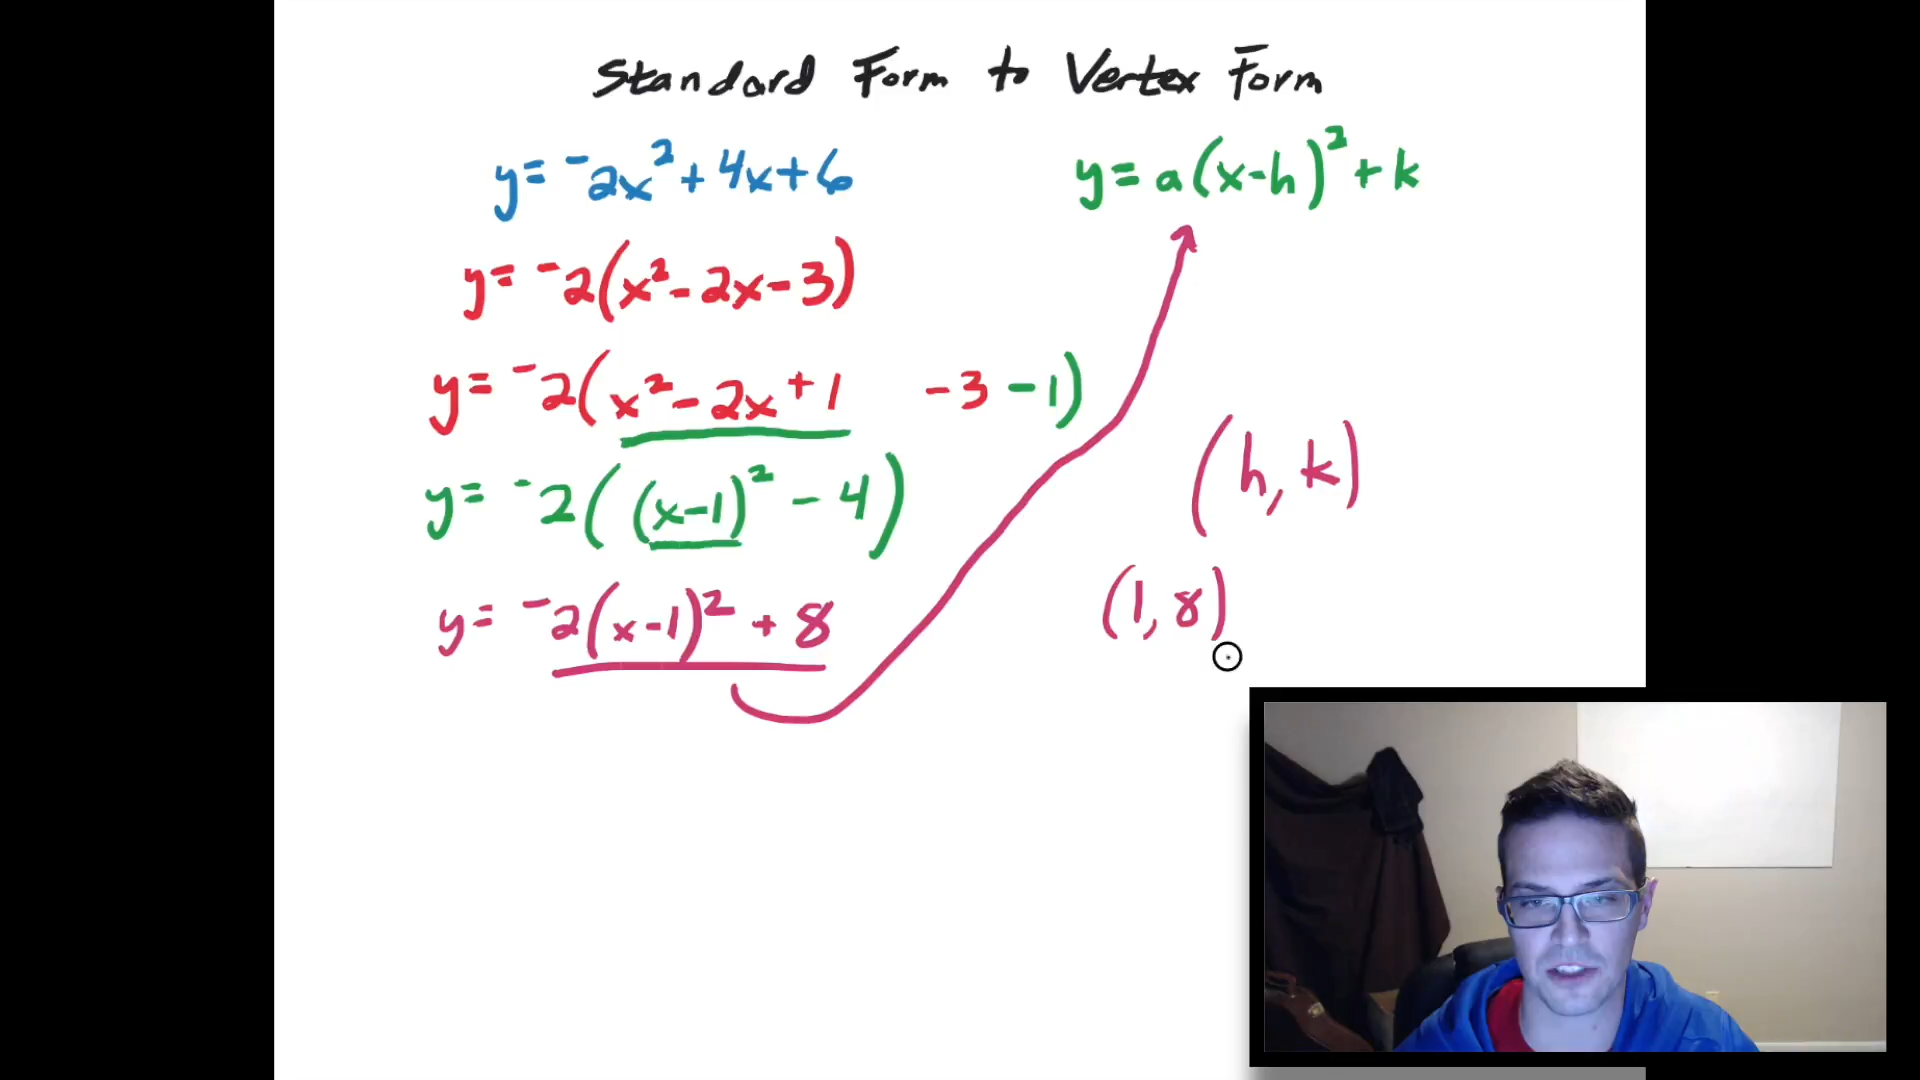 Standard Form to Vertex Form
y = ⁻2x² + 4x + 6
y = a(x-h)² + k
y = ⁻2(x² - 2x - 3)
y = ⁻2(x² - 2x + 1 - 3 - 1)
(h, k)
y = ⁻2((x-1)² - 4)
(1, 8)
y = ⁻2(x-1)² + 8